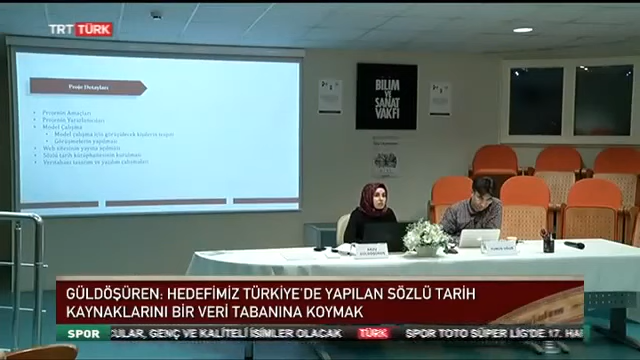 TRT TÜRK
Proje Detayları
Projenin Amaçları
Projenin Yararlanıcıları
Model Çalışma
Model çalışma için görüşülecek kişilerin tespiti
Görüşmelerin yapılması
Web sitesinin yayına açılması
Sözlü tarih kütüphanesinin kurulması
Veritabanı tasarım ve yazılım çalışmaları
BİLİM
VE
SANAT
VAKFI
GÜLDÖŞÜREN: HEDEFİMİZ TÜRKİYE'DE YAPILAN SÖZLÜ TARİH
KAYNAKLARINI BİR VERİ TABANINA KOYMAK
SPOR CULAR, GENÇ VE KALİTELİ İSİMLER OLACAK TÜRK SPOR TOTO SÜPER LİG'DE 17. HA